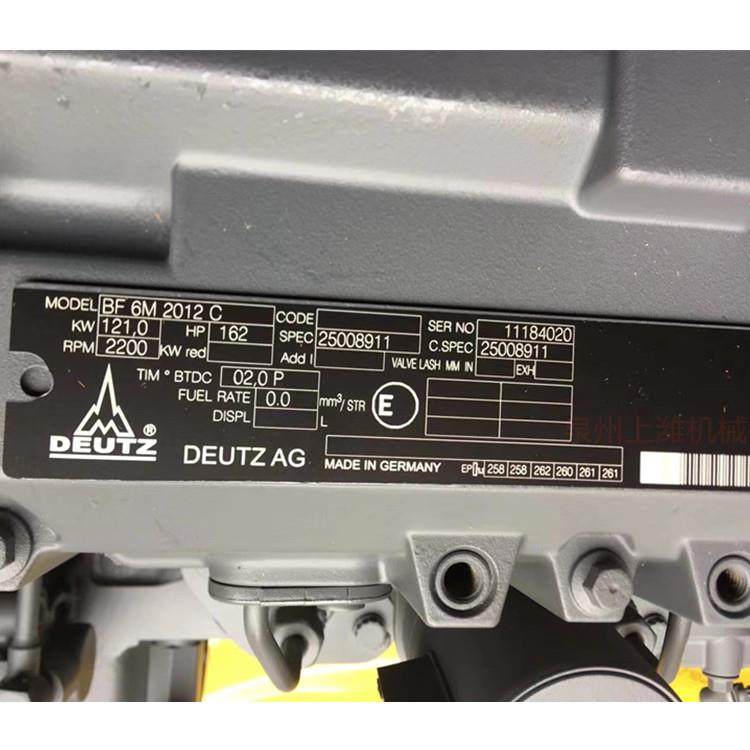 MODEL BF 6M 2012 C CODE SER NO 11184020
KW 121,0 HP 162 SPEC 25008911 C.SPEC 25008911
RPM 2200 KW red Add I VALVE LASH MM IN EXH
TIM ° BTDC 02,0 P
FUEL RATE 0.0 mm³/STR E
DISPL L
DEUTZ ®
DEUTZ AG
MADE IN GERMANY EP 258 258 262 260 261 261
泉州上潍机械